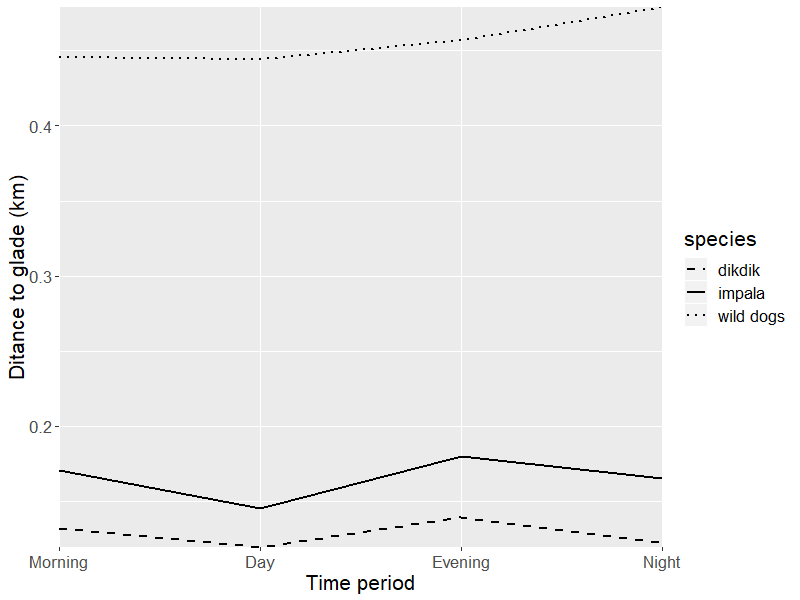 Ditance to glade (km)
0.4
0.3
0.2
Morning
Day
Evening
Night
Time period
species
dikdik
impala
wild dogs